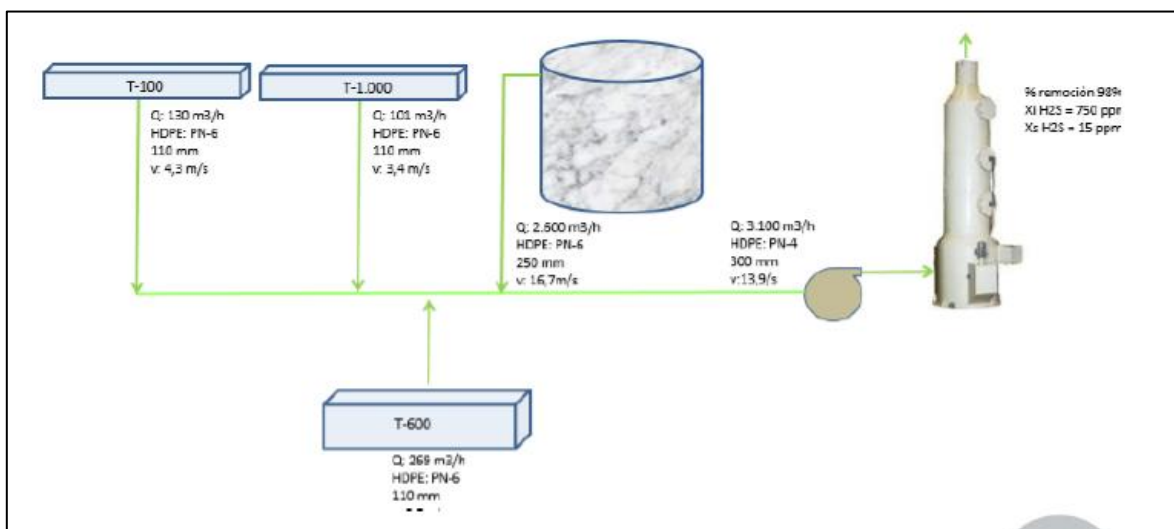 T-100
T-1.000
Q: 130 m3/h
HDPE: PN-6
110 mm
v: 4,3 m/s
Q: 101 m3/h
HDPE: PN-6
110 mm
v: 3,4 m/s
% remoción 98%
Xi H2S = 750 ppm
Xs H2S = 15 ppm
Q: 2.600 m3/h
HDPE: PN-6
250 mm
v: 16,7m/s
Q: 3.100 m3/h
HDPE: PN-4
300 mm
v:13,9/s
T-600
Q: 269 m3/h
HDPE: PN-6
110 mm